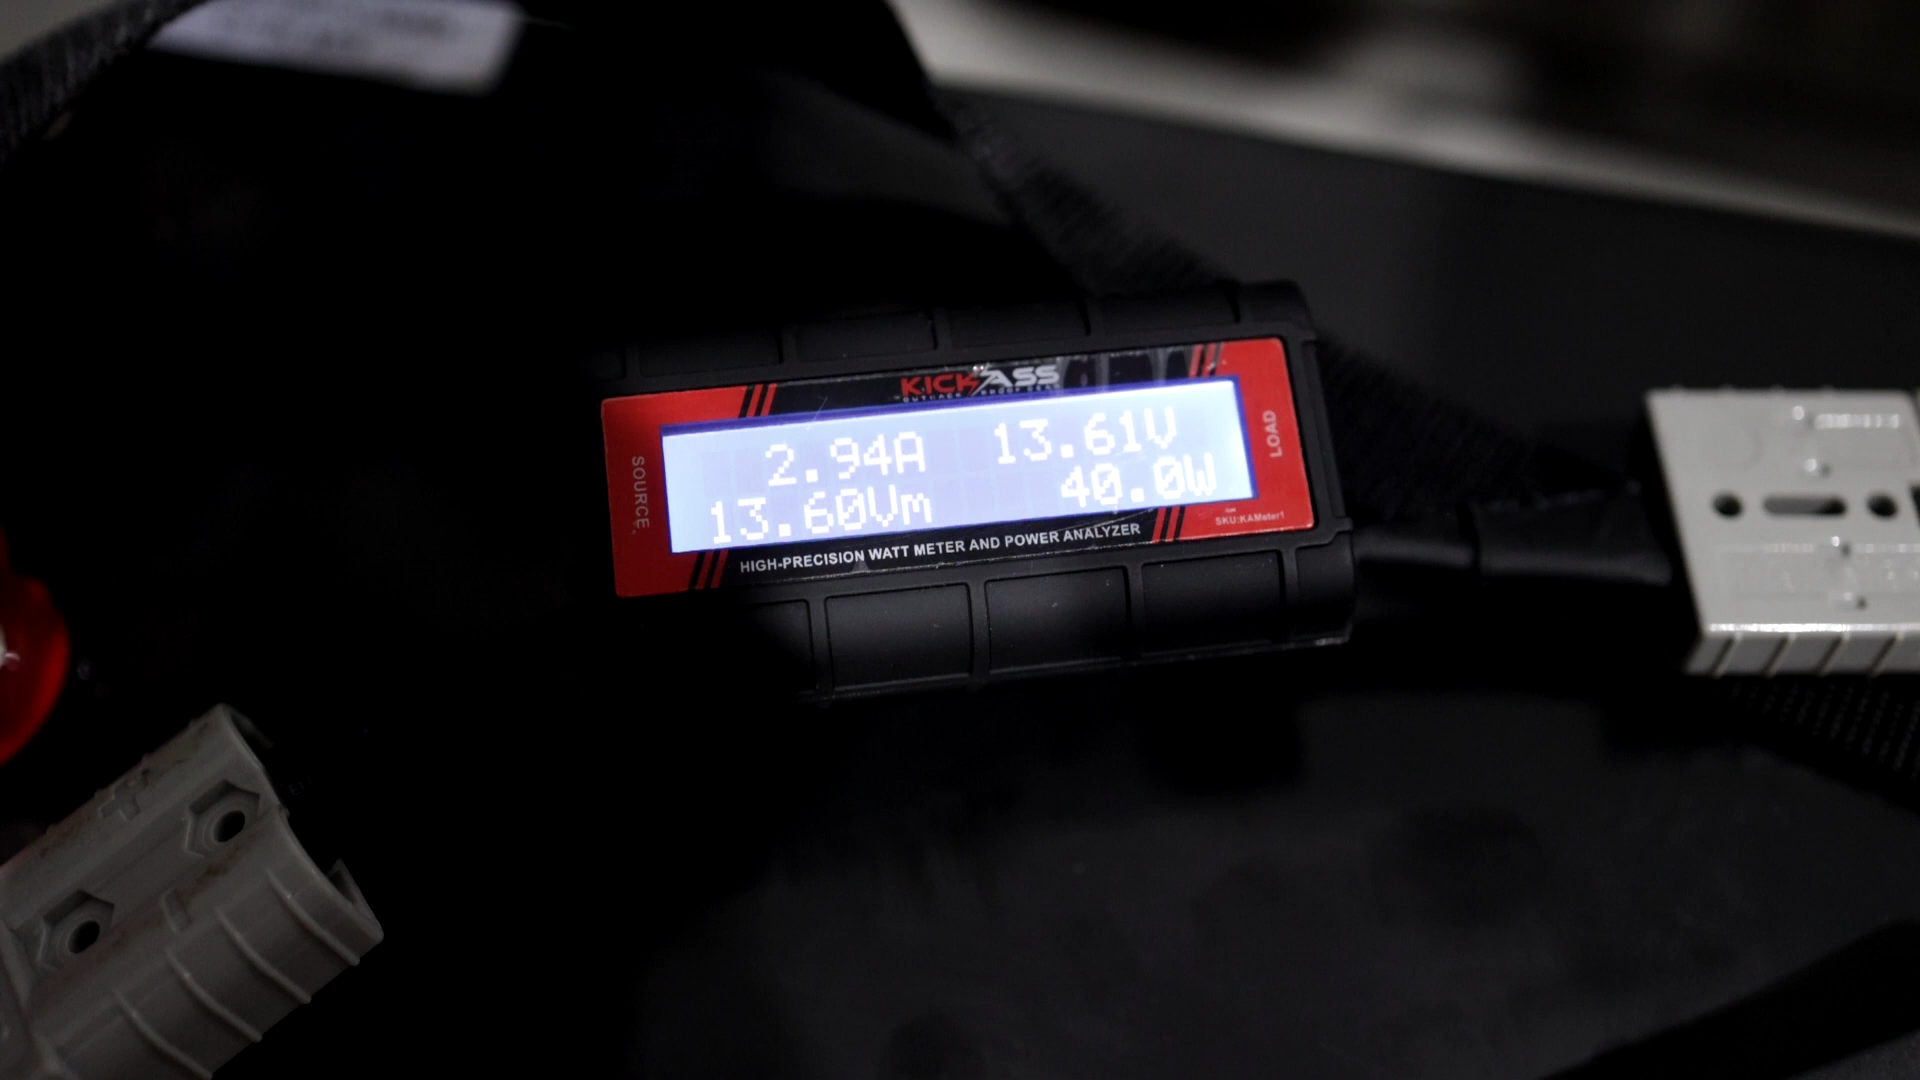 KICKASS
SOURCE
2.94A 13.61V
13.60Vm 40.0W
LOAD
SKU:KAMeter1
HIGH-PRECISION WATT METER AND POWER ANALYZER